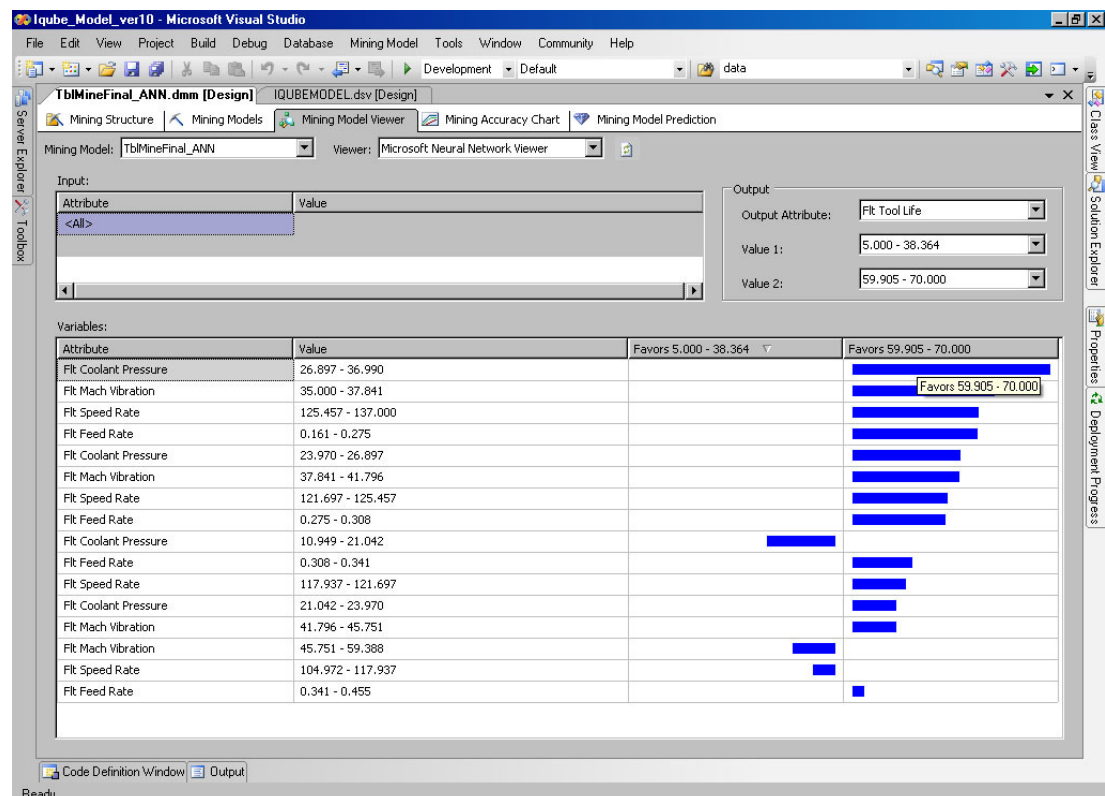 Iqube_Model_ver10 - Microsoft Visual Studio
File Edit View Project Build Debug Database Mining Model Tools Window Community Help
Development Default data
TblMineFinal_ANN.dmm [Design] IQUBEMODEL.dsv [Design]
Mining Structure Mining Models Mining Model Viewer Mining Accuracy Chart Mining Model Prediction
Mining Model: TblMineFinal_ANN Viewer: Microsoft Neural Network Viewer
Input:
Attribute Value
<All>
Output
Output Attribute: Flt Tool Life
Value 1: 5.000 - 38.364
Value 2: 59.905 - 70.000
Variables:
Attribute Value Favors 5.000 - 38.364 Favors 59.905 - 70.000
Flt Coolant Pressure 26.897 - 36.990
Favors 59.905 - 70.000
Flt Mach Vibration 35.000 - 37.841
Flt Speed Rate 125.457 - 137.000
Flt Feed Rate 0.161 - 0.275
Flt Coolant Pressure 23.970 - 26.897
Flt Mach Vibration 37.841 - 41.796
Flt Speed Rate 121.697 - 125.457
Flt Feed Rate 0.275 - 0.308
Flt Coolant Pressure 10.949 - 21.042
Flt Feed Rate 0.308 - 0.341
Flt Speed Rate 117.937 - 121.697
Flt Coolant Pressure 21.042 - 23.970
Flt Mach Vibration 41.796 - 45.751
Flt Mach Vibration 45.751 - 59.388
Flt Speed Rate 104.972 - 117.937
Flt Feed Rate 0.341 - 0.455
Server Explorer
Toolbox
Class View
Solution Explorer
Properties
Deployment Progress
Code Definition Window Output
Ready